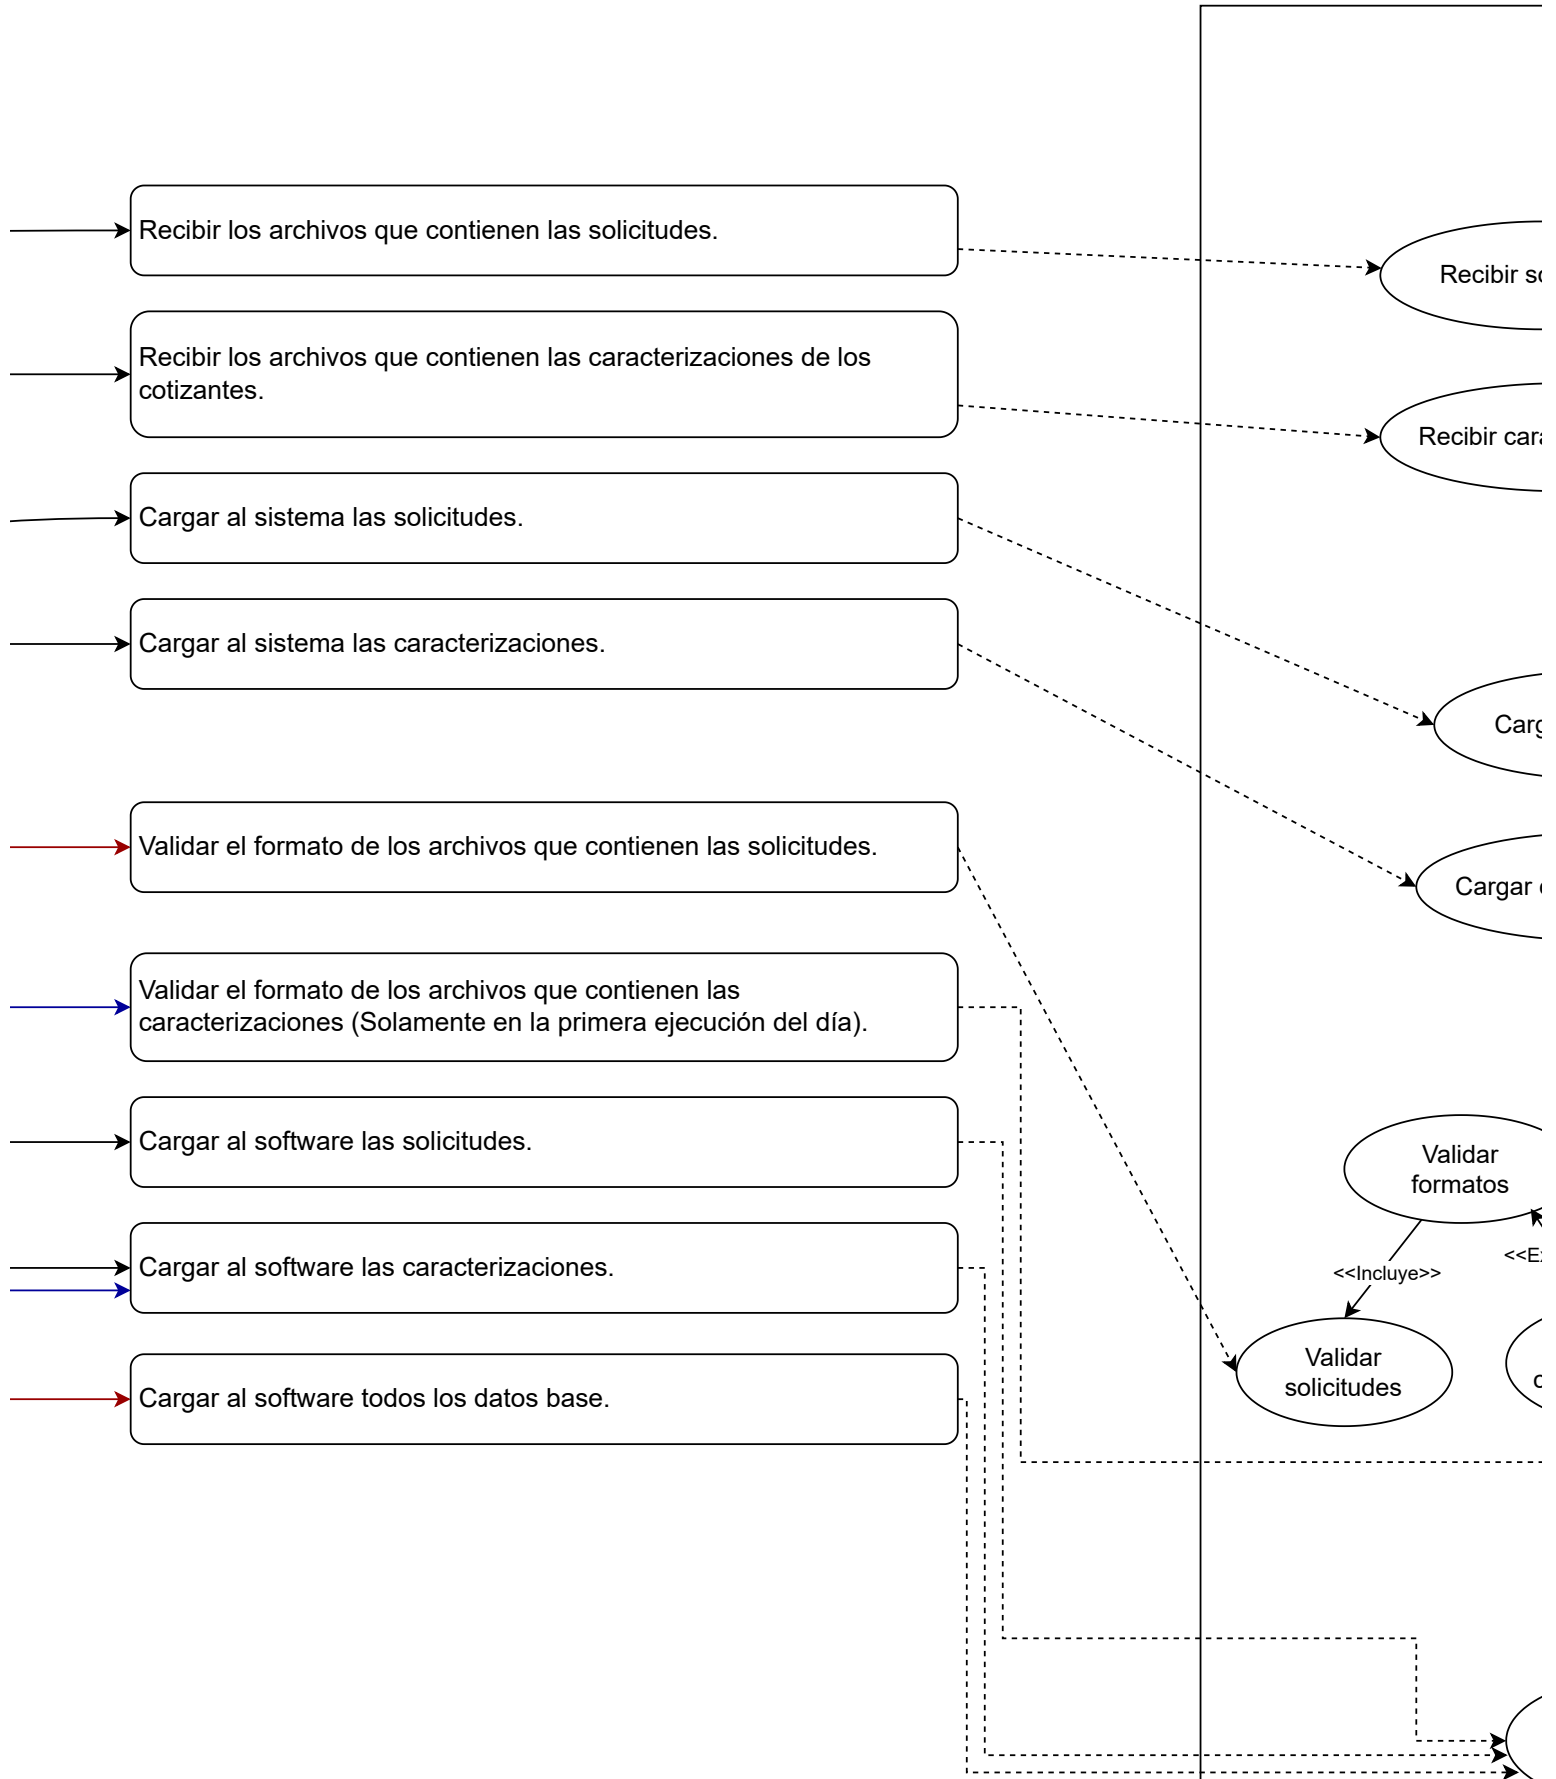 Recibir los archivos que contienen las solicitudes.
Recibir
Recibir los archivos que contienen las caracterizaciones de los
cotizantes.
Recibir
Cargar al sistema las solicitudes.
Cargar al sistema las caracterizaciones.
Validar el formato de los archivos que contienen las solicitudes.
Cargar
Validar el formato de los archivos que contienen las
caracterizaciones (Solamente en la primera ejecución del día).
Cargar al software las solicitudes.
Validar
formatos
Cargar al software las caracterizaciones.
<<Incluye>>
Cargar al software todos los datos base.
Validar
solicitudes